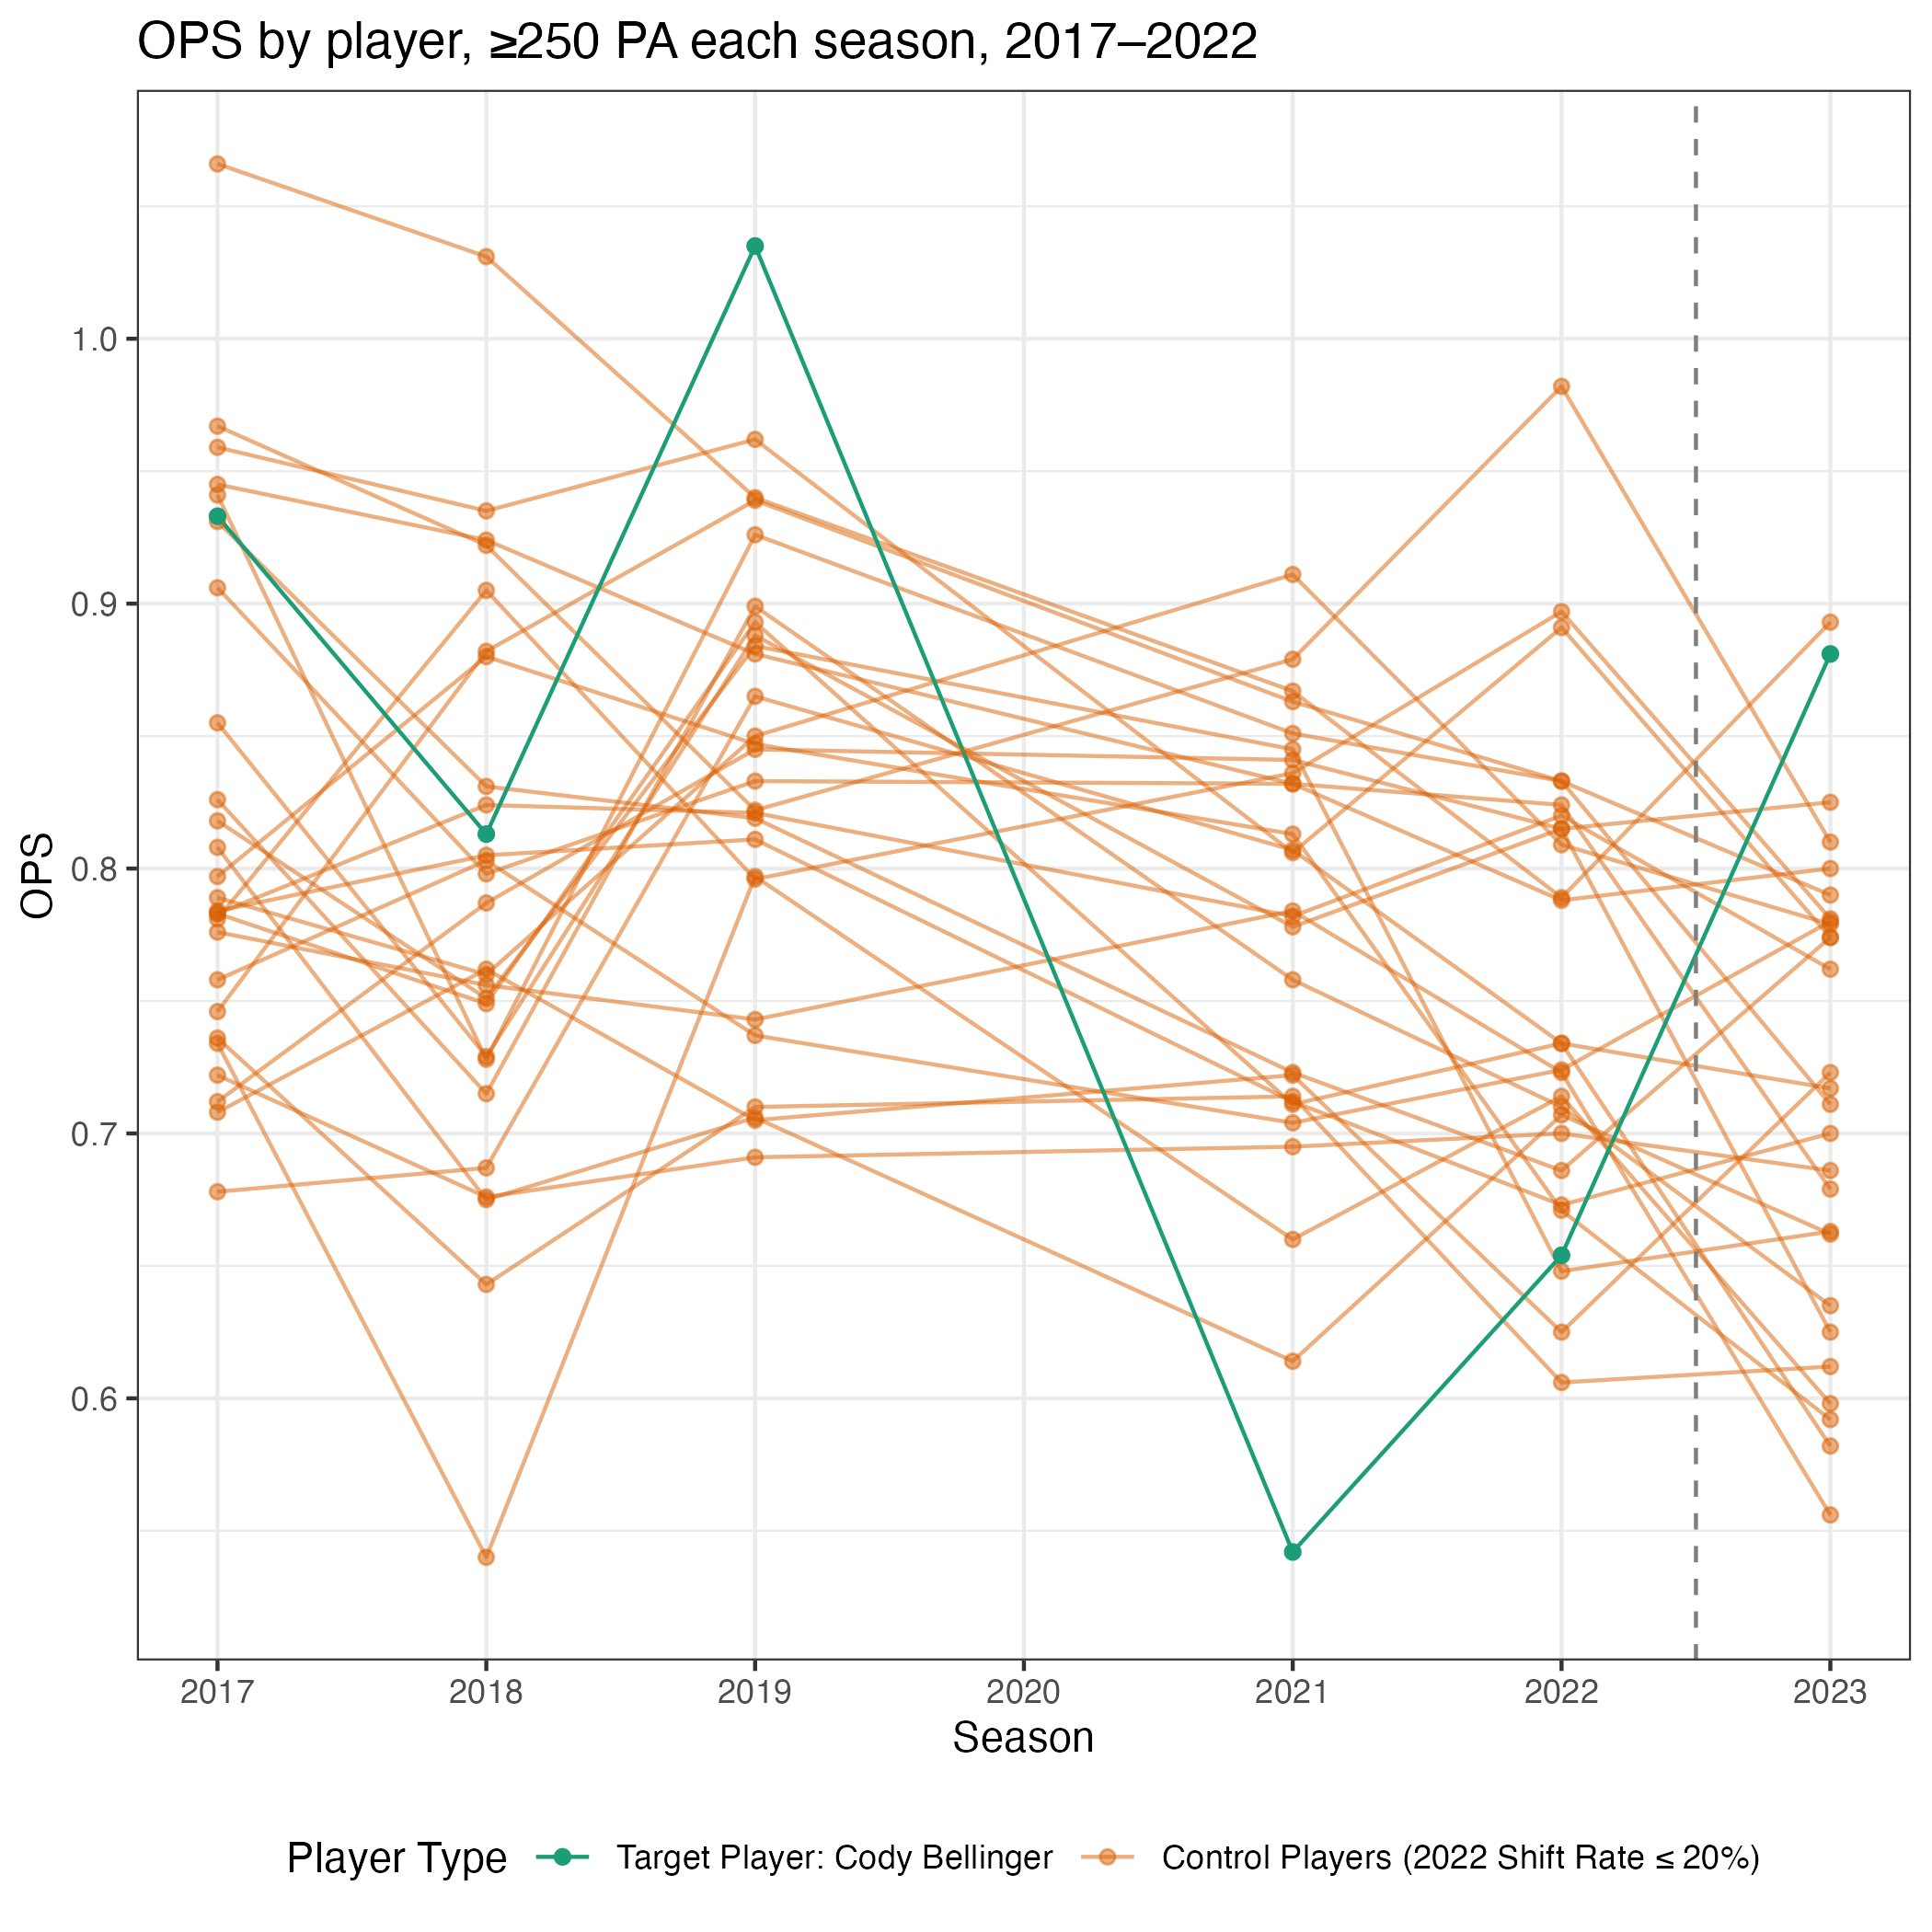 OPS by player, ≥250 PA each season, 2017–2022
OPS
1.0
0.9
0.8
0.7
0.6
2017 2018 2019 2020 2021 2022 2023
Season
Player Type Target Player: Cody Bellinger Control Players (2022 Shift Rate ≤ 20%)